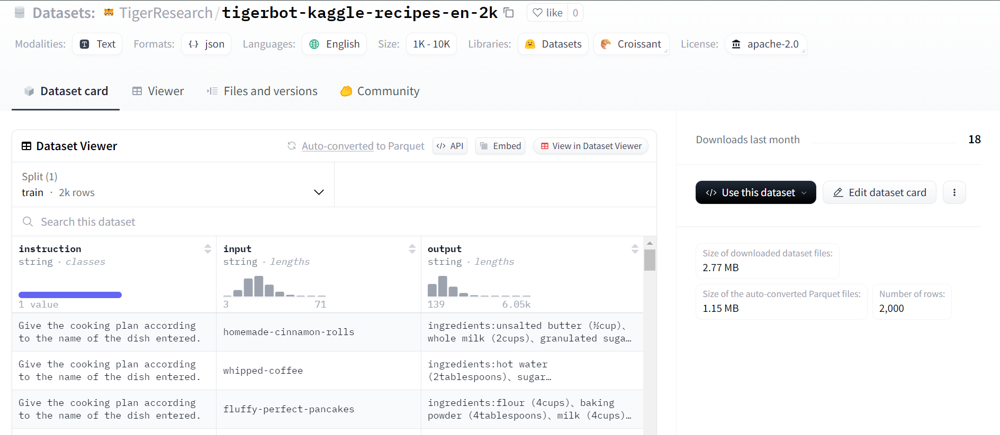 Datasets: TigerResearch/tigerbot-kaggle-recipes-en-2k like 0
Modalities: Text Formats: json Languages: English Size: 1K - 10K Libraries: Datasets Croissant License: apache-2.0
Dataset card Viewer Files and versions Community
Dataset Viewer Auto-converted to Parquet API Embed View in Dataset Viewer
Split (1)
train · 2k rows
Search this dataset
instruction
string · classes
1 value
input
string · lengths
3 71
output
string · lengths
139 6.05k
Give the cooking plan according
to the name of the dish entered.
homemade-cinnamon-rolls
ingredients:unsalted butter (½cup)、
whole milk (2cups)、granulated suga…
Give the cooking plan according
to the name of the dish entered.
whipped-coffee
ingredients:hot water
(2tablespoons)、sugar…
Give the cooking plan according
to the name of the dish entered.
fluffy-perfect-pancakes
ingredients:flour (4cups)、baking
powder (4tablespoons)、milk (4cups)…
Downloads last month 18
Use this dataset Edit dataset card
Size of downloaded dataset files:
2.77 MB
Size of the auto-converted Parquet files:
1.15 MB
Number of rows:
2,000